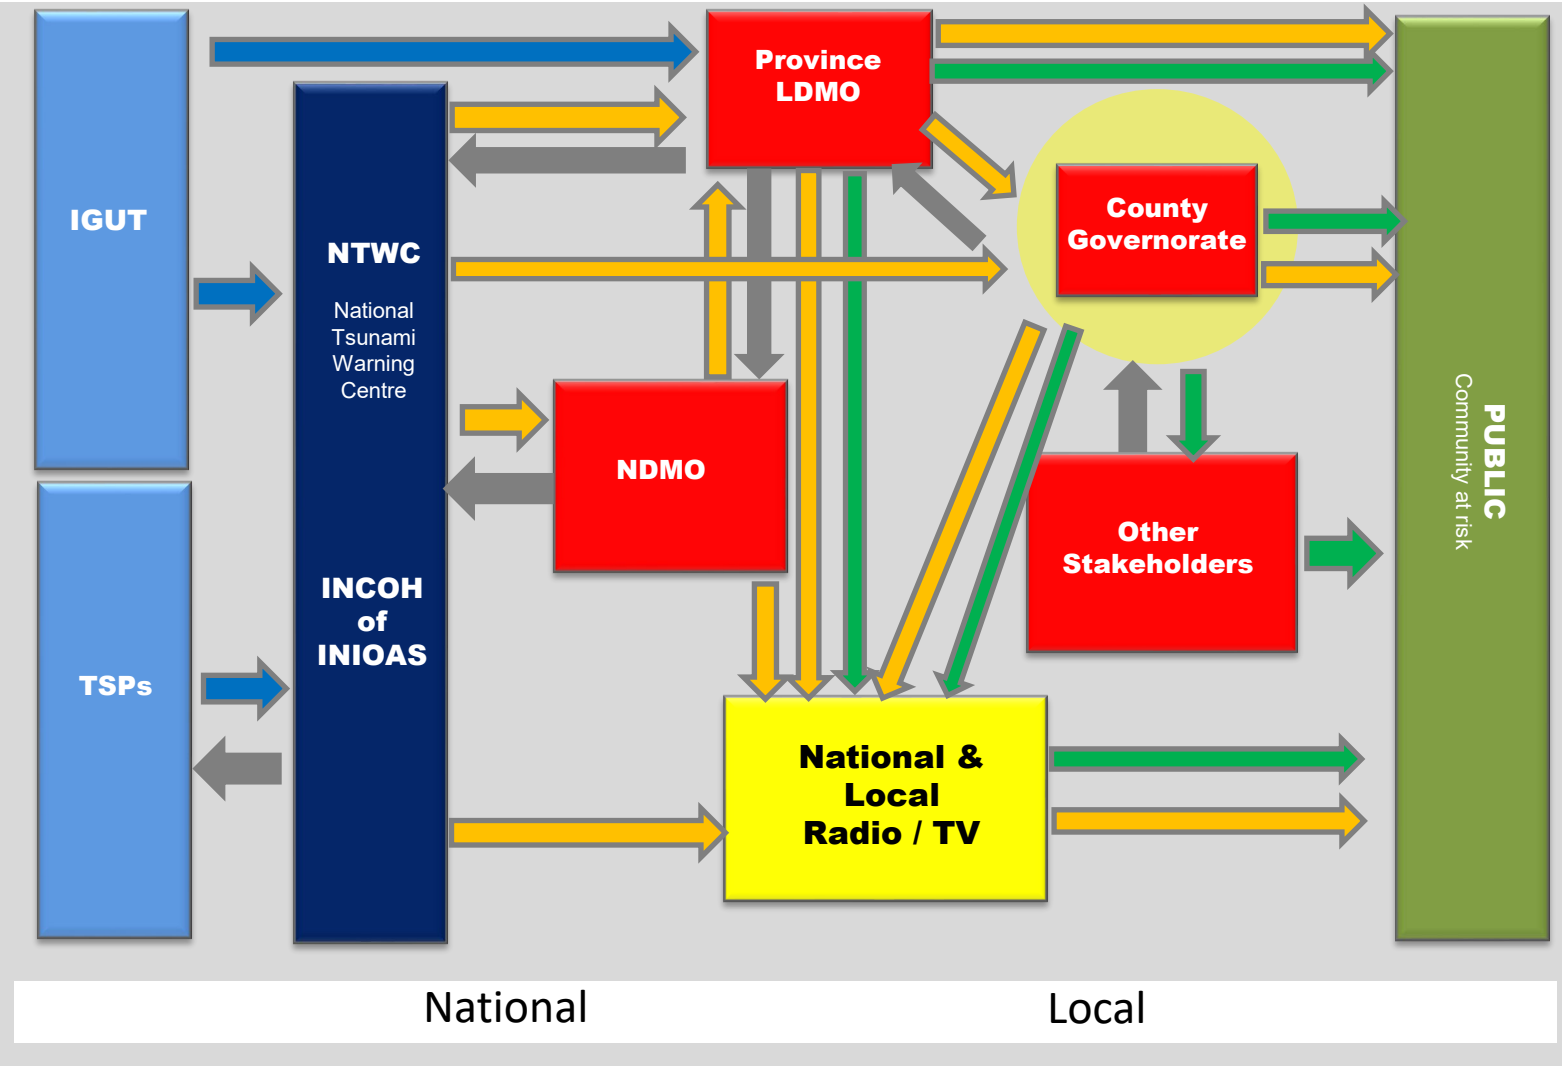 IGUT
TSPs
NTWC
National
Tsunami
Warning
Centre
INCOH
of
INIOAS
Province
LDMO
NDMO
County
Governorate
Other
Stakeholders
National &
Local
Radio / TV
PUBLIC
Community at risk
National
Local